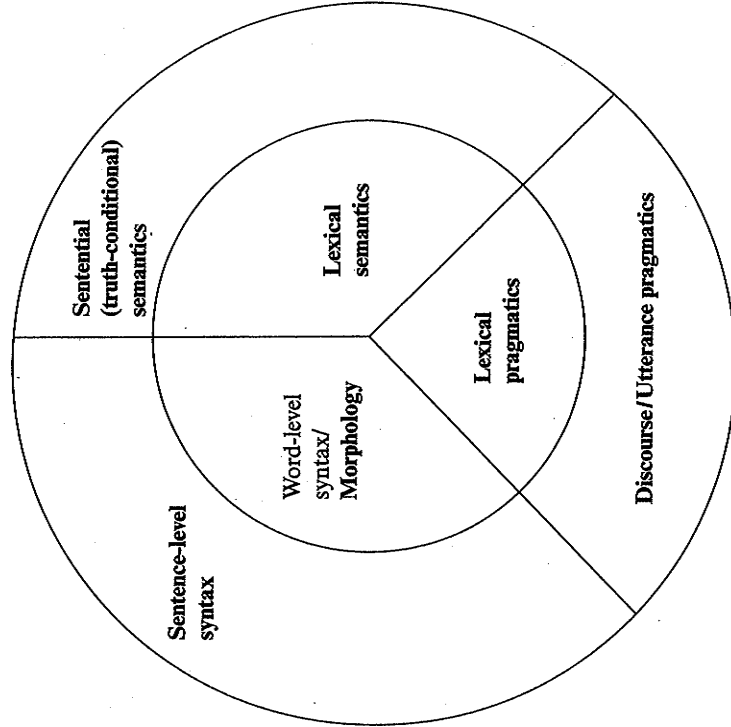 Sentence-level
syntax
Sentential
(truth-conditional)
semantics
Word-level
syntax/
Morphology
Lexical
semantics
Lexical
pragmatics
Discourse/Utterance pragmatics